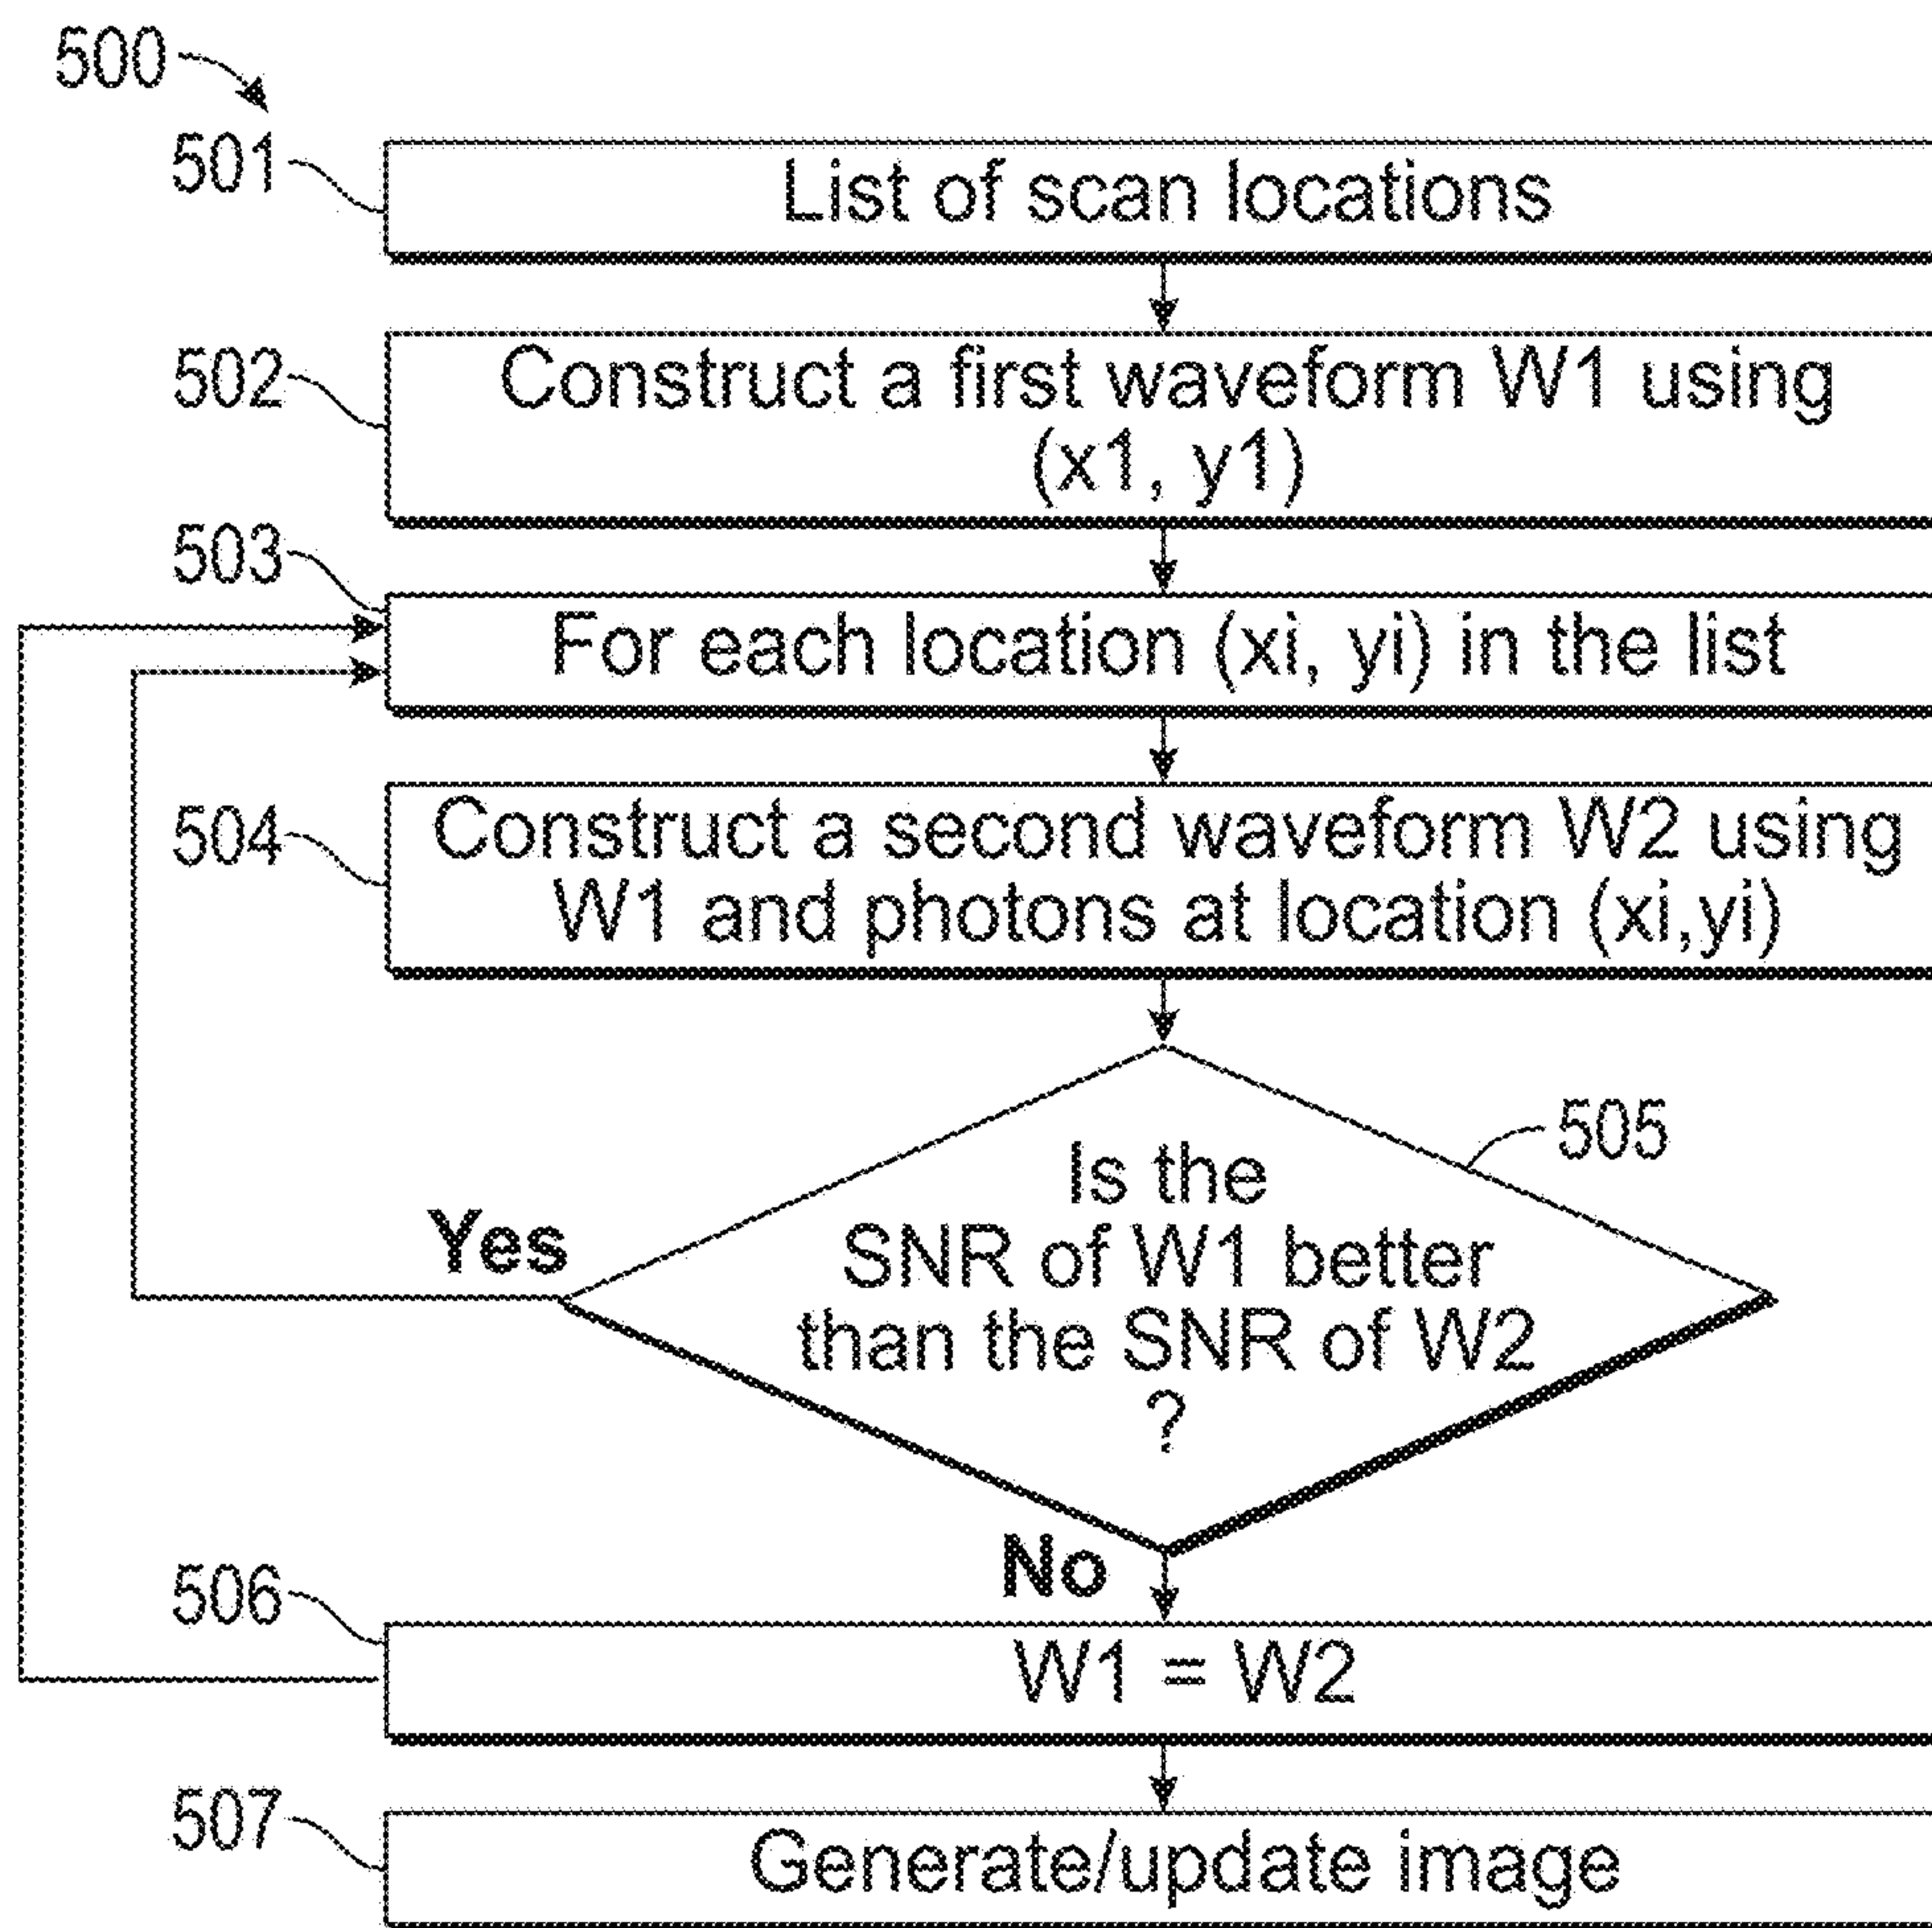 500
501
List of scan locations
502
Construct a first waveform W1 using
(x1, y1)
503
For each location (xi, yi) in the list
504
Construct a second waveform W2 using
W1 and photons at location (xi,yi)
505
Is the
SNR of W1 better
than the SNR of W2
?
Yes
No
506
W1 = W2
507
Generate/update image